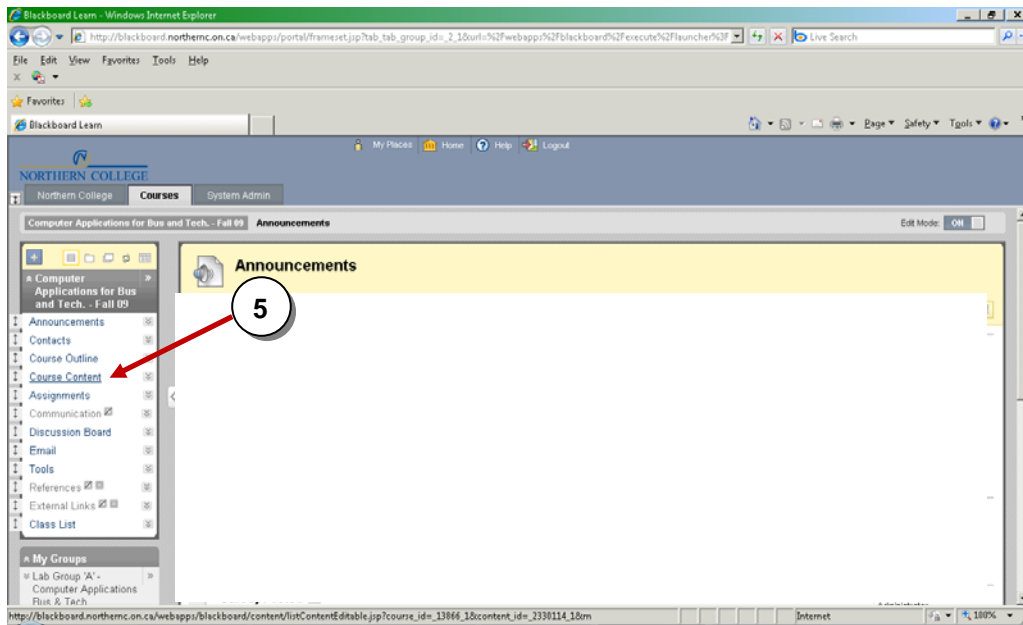 Blackboard Learn - Windows Internet Explorer
http://blackboard.northernc.on.ca/webapps/portal/frameset.jsp?tab_tab_group_id=_2_1&url=%2Fwebapps%2Fblackboard%2Fexecute%2Flauncher%3F
Live Search
File Edit View Favorites Tools Help
x
Favorites
Blackboard Learn
Page Safety Tools
My Places Home Help Logout
NORTHERN COLLEGE
Northern College Courses System Admin
Computer Applications for Bus and Tech. - Fall 09 Announcements
Edit Mode: ON
Announcements
Computer
Applications for Bus
and Tech. - Fall 09
5
Announcements
Contacts
Course Outline
Course Content
Assignments
Communication
Discussion Board
Email
Tools
References
External Links
Class List
My Groups
Lab Group 'A' -
Computer Applications
Bus & Tech
http://blackboard.northernc.on.ca/webapps/blackboard/content/listContentEditable.jsp?course_id=_13866_1&content_id=_2330114_1&m
Internet
100%